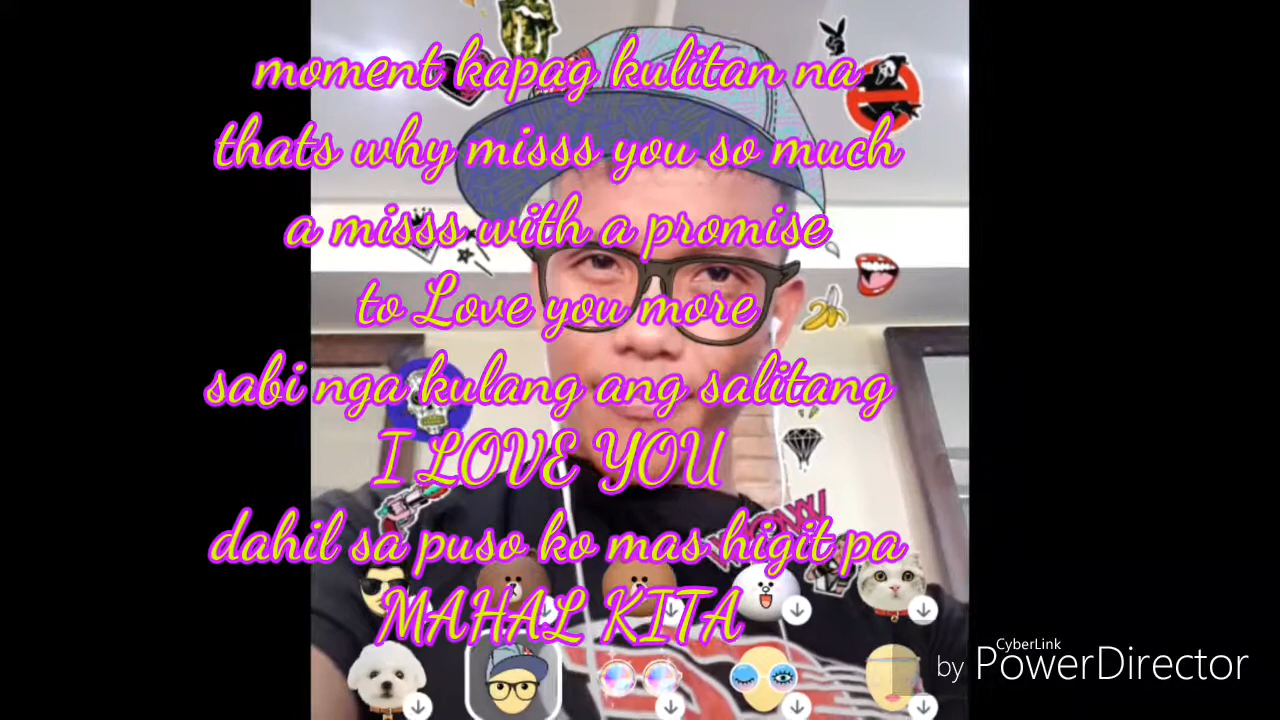 moment kapag kulitan na
thats why misss you so much
a misss with a promise
to Love you more
sabi nga kulang ang salitang
I LOVE YOU
dahil sa puso ko mas higit pa
MAHAL KITA
CyberLink
by PowerDirector